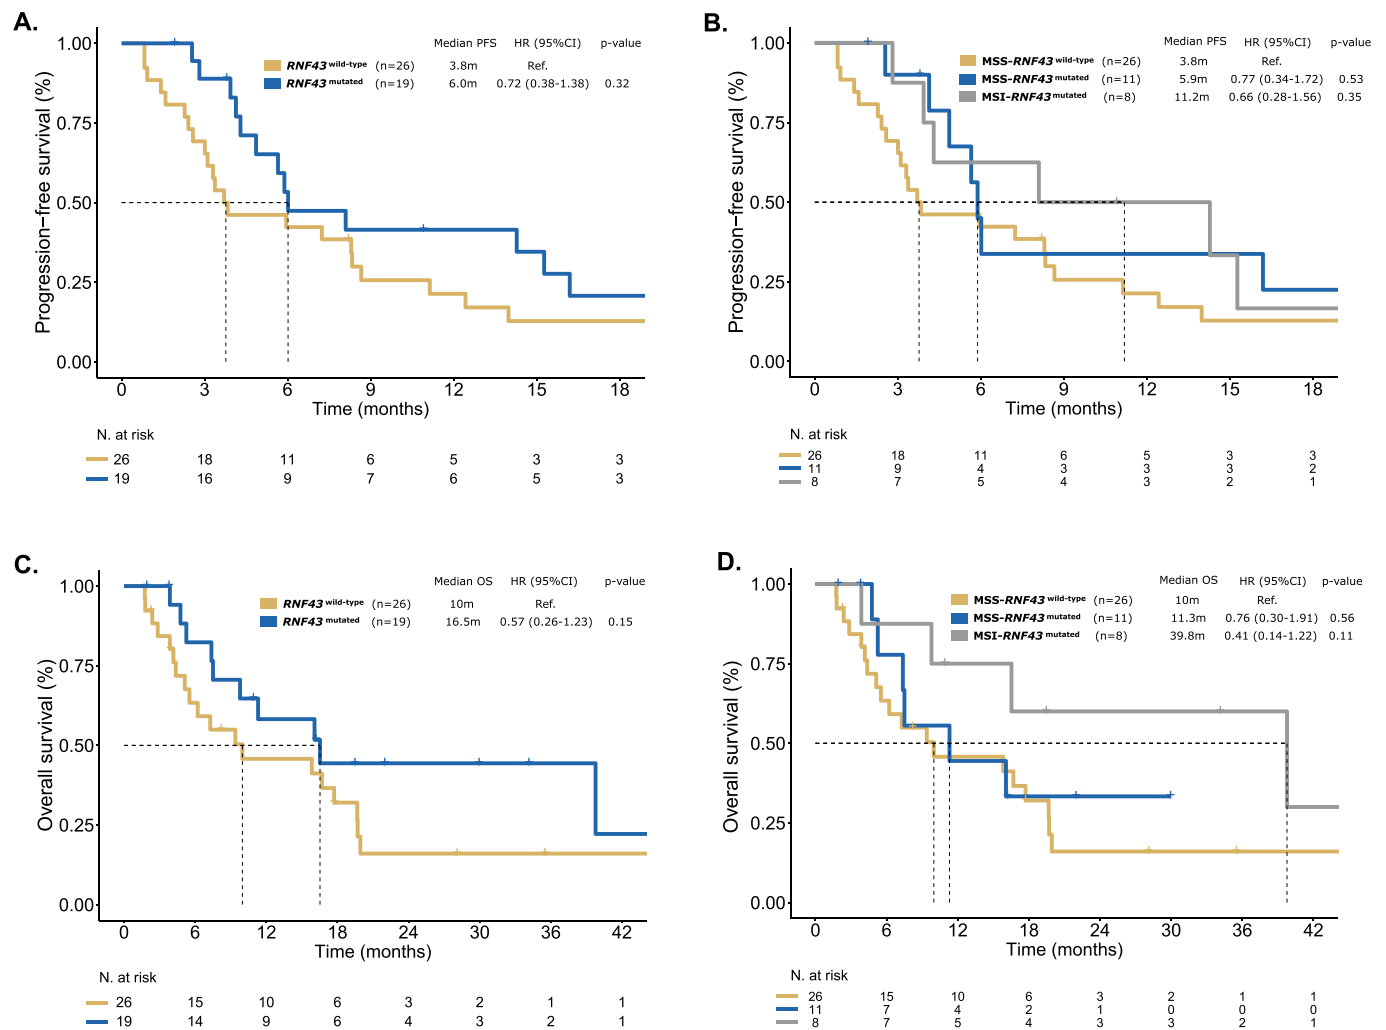 A.
Median PFS HR (95%CI) p-value
RNF43 wild-type (n=26) 3.8m Ref.
RNF43 mutated (n=19) 6.0m 0.72 (0.38-1.38) 0.32
Progression-free survival (%)
1.00
0.75
0.50
0.25
0.00
0 3 6 9 12 15 18
Time (months)
N. at risk
26 18 11 6 5 3 3
19 16 9 7 6 5 3
B.
Median PFS HR (95%CI) p-value
MSS-RNF43 wild-type (n=26) 3.8m Ref.
MSS-RNF43 mutated (n=11) 5.9m 0.77 (0.34-1.72) 0.53
MSI-RNF43 mutated (n=8) 11.2m 0.66 (0.28-1.56) 0.35
Progression-free survival (%)
1.00
0.75
0.50
0.25
0.00
0 3 6 9 12 15 18
Time (months)
N. at risk
26 18 11 6 5 3 3
11 9 4 3 3 3 2
8 7 5 4 3 2 1
C.
Median OS HR (95%CI) p-value
RNF43 wild-type (n=26) 10m Ref.
RNF43 mutated (n=19) 16.5m 0.57 (0.26-1.23) 0.15
Overall survival (%)
1.00
0.75
0.50
0.25
0.00
0 6 12 18 24 30 36 42
Time (months)
N. at risk
26 15 10 6 3 2 1 1
19 14 9 6 4 3 2 1
D.
Median OS HR (95%CI) p-value
MSS-RNF43 wild-type (n=26) 10m Ref.
MSS-RNF43 mutated (n=11) 11.3m 0.76 (0.30-1.91) 0.56
MSI-RNF43 mutated (n=8) 39.8m 0.41 (0.14-1.22) 0.11
Overall survival (%)
1.00
0.75
0.50
0.25
0.00
0 6 12 18 24 30 36 42
Time (months)
N. at risk
26 15 10 6 3 2 1 1
11 7 4 2 1 0 0 0
8 7 5 4 3 3 2 1